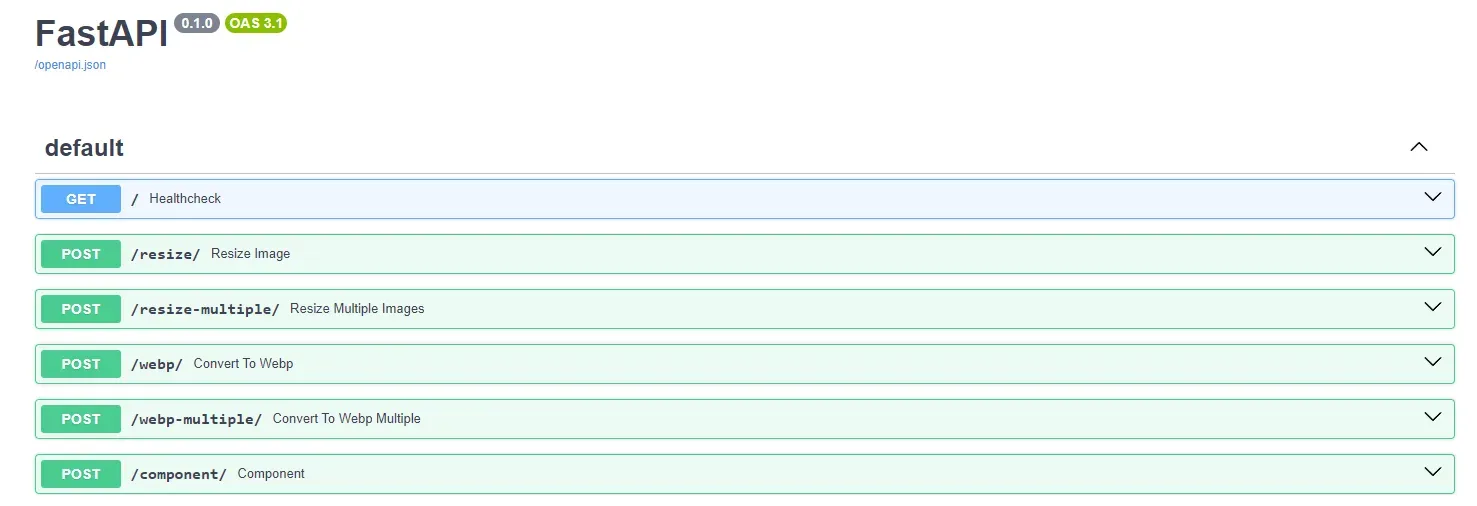 FastAPI 0.1.0 OAS 3.1
/openapi.json
default
GET / Healthcheck
POST /resize/ Resize Image
POST /resize-multiple/ Resize Multiple Images
POST /webp/ Convert To Webp
POST /webp-multiple/ Convert To Webp Multiple
POST /component/ Component